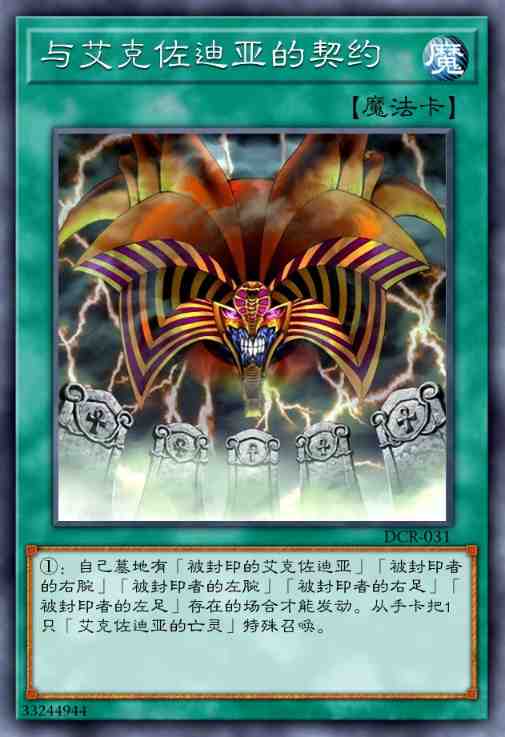 与艾克佐迪亚的契约
魔
【魔法卡】
DCR-031
①：自己墓地有「被封印的艾克佐迪亚」「被封印者
的右腕」「被封印者的左腕」「被封印者的右足」「
被封印者的左足」存在的场合才能发动。从手卡把1
只「艾克佐迪亚的亡灵」特殊召唤。
33244944